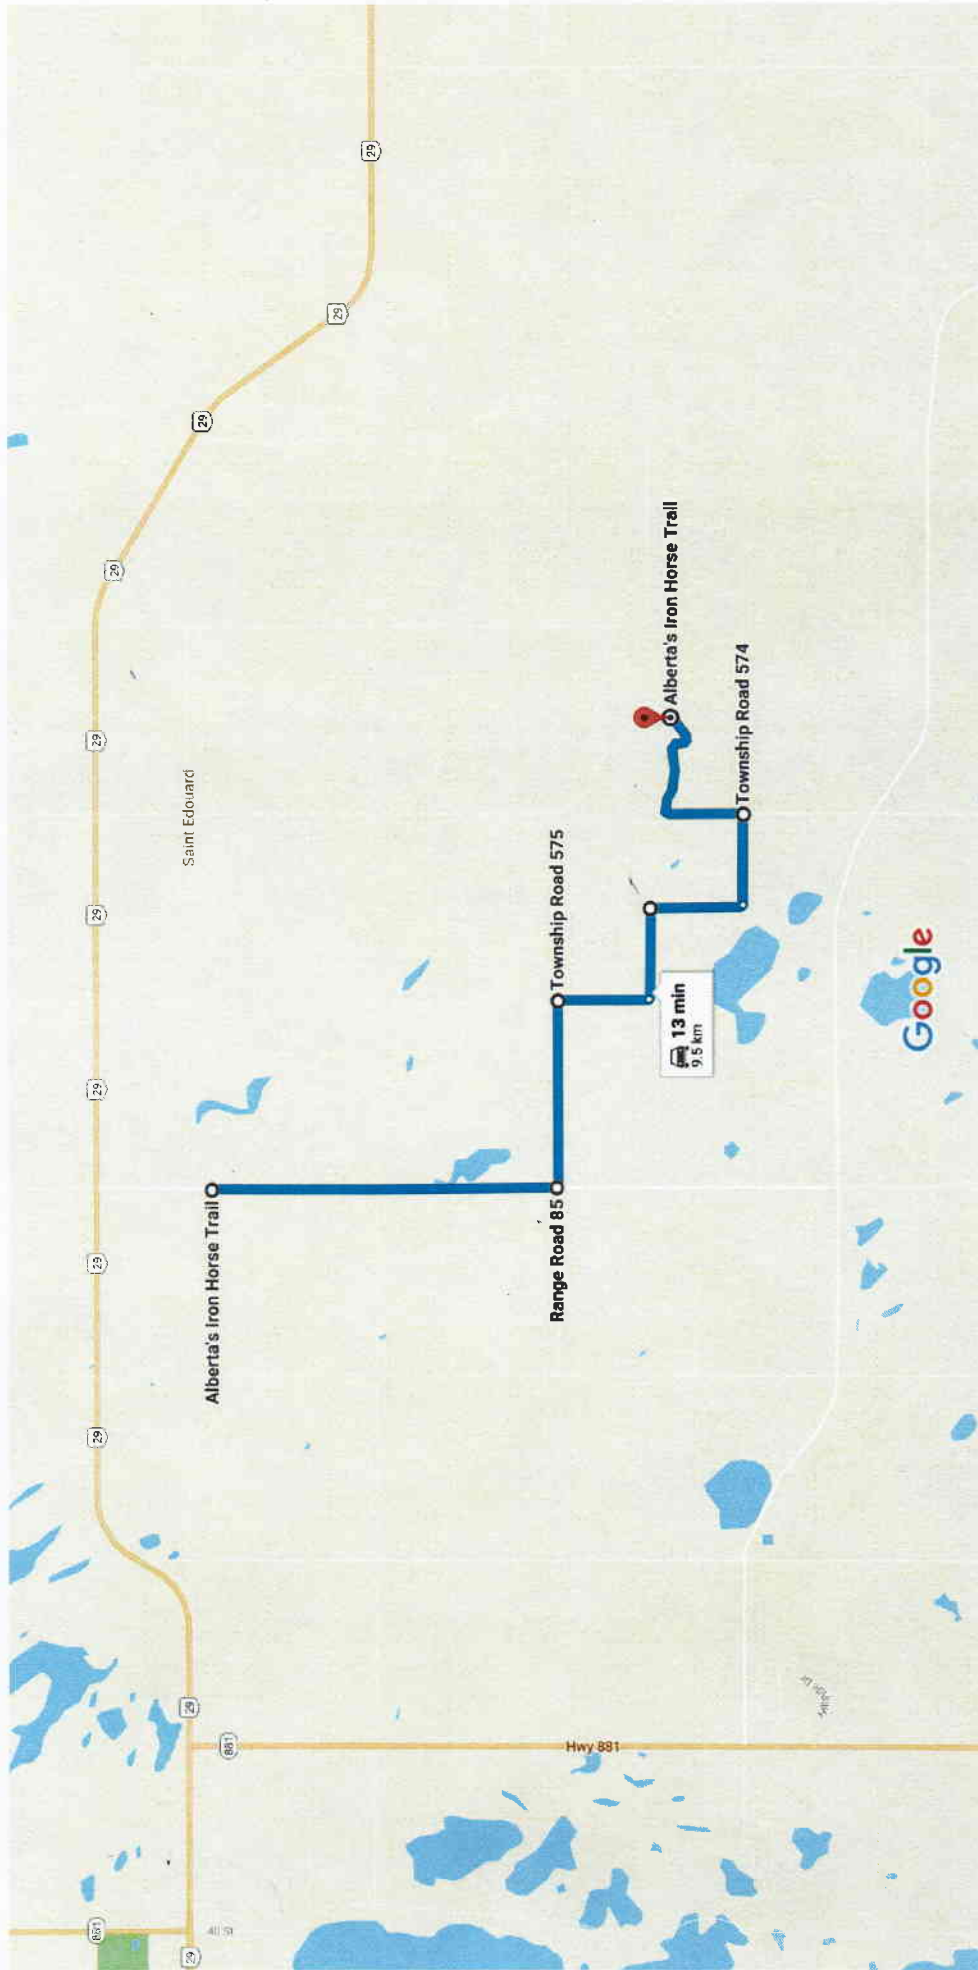 29
29
29
29
29
29
29
29
29
29
29
881
881
40 St
Hwy 881
Saint Edouard
Alberta's Iron Horse Trail
Range Road 85
Township Road 575
13 min
9.5 km
Township Road 574
Alberta's Iron Horse Trail
Google